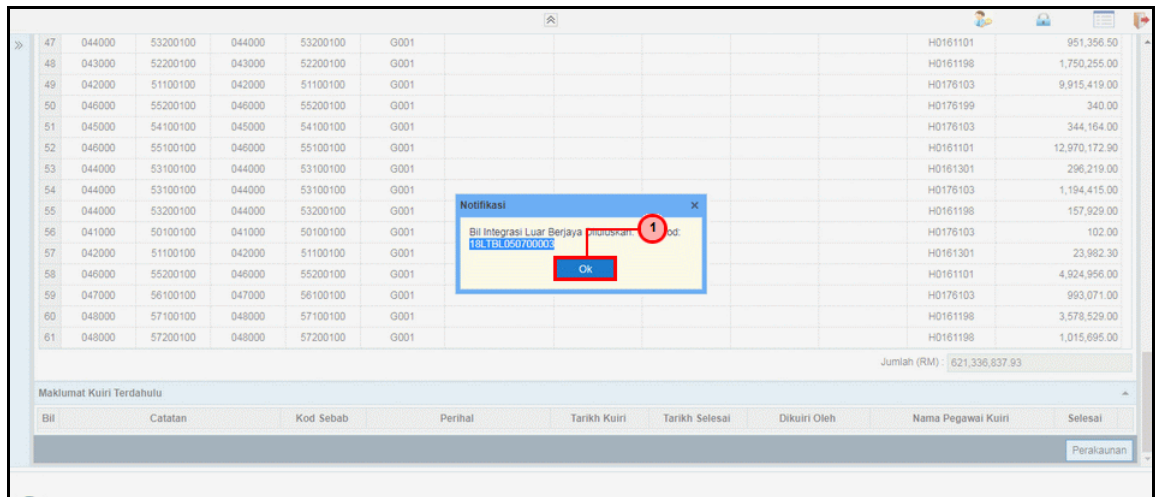 47 044000 53200100 044000 53200100 G001 H0161101 951,356.50
48 043000 52200100 043000 52200100 G001 H0161198 1,750,255.00
49 042000 51100100 042000 51100100 G001 H0176103 9,915,419.00
50 046000 55200100 046000 55200100 G001 H0176199 340.00
51 045000 54100100 045000 54100100 G001 H0176103 344,164.00
52 046000 55100100 046000 55100100 G001 H0161101 12,970,172.90
53 044000 53100100 044000 53100100 G001 H0161301 296,219.00
54 044000 53100100 044000 53100100 G001 H0176103 1,194,415.00
55 044000 53200100 044000 53200100 G001 H0161198 157,929.00
56 041000 50100100 041000 50100100 G001 H0176103 102.00
57 042000 51100100 042000 51100100 G001 H0161301 23,982.30
58 046000 55200100 046000 55200100 G001 H0161101 4,924,956.00
59 047000 56100100 047000 56100100 G001 H0176103 993,071.00
60 048000 57100100 048000 57100100 G001 H0161198 3,578,529.00
61 048000 57200100 048000 57200100 G001 H0161198 1,015,695.00
Notifikasi
Bil Integrasi Luar Berjaya Diluluskan. od:
18LTBL050700003
1
Ok
Jumlah (RM) : 621,336,837.93
Maklumat Kuiri Terdahulu
Bil Catatan Kod Sebab Perihal Tarikh Kuiri Tarikh Selesai Dikuiri Oleh Nama Pegawai Kuiri Selesai
Perakaunan